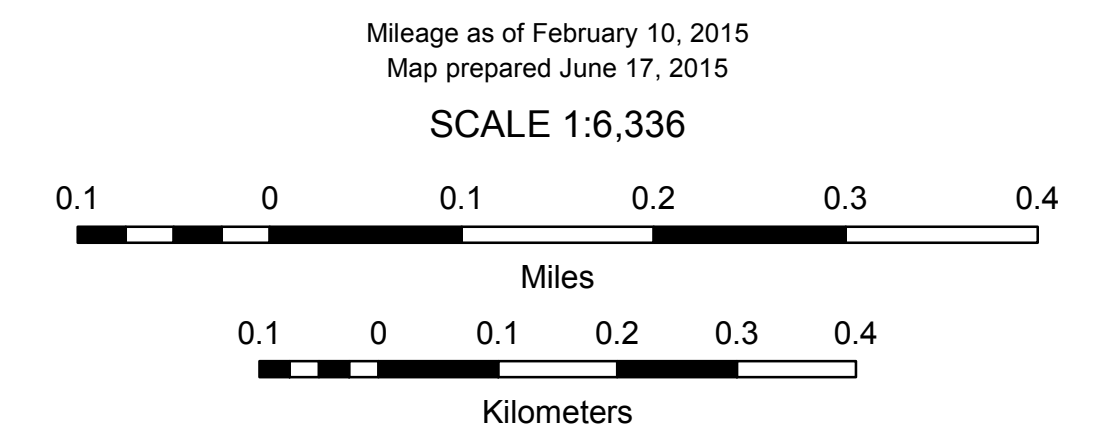 Mileage as of February 10, 2015
Map prepared June 17, 2015
SCALE 1:6,336
0.1 0 0.1 0.2 0.3 0.4
Miles
0.1 0 0.1 0.2 0.3 0.4
Kilometers